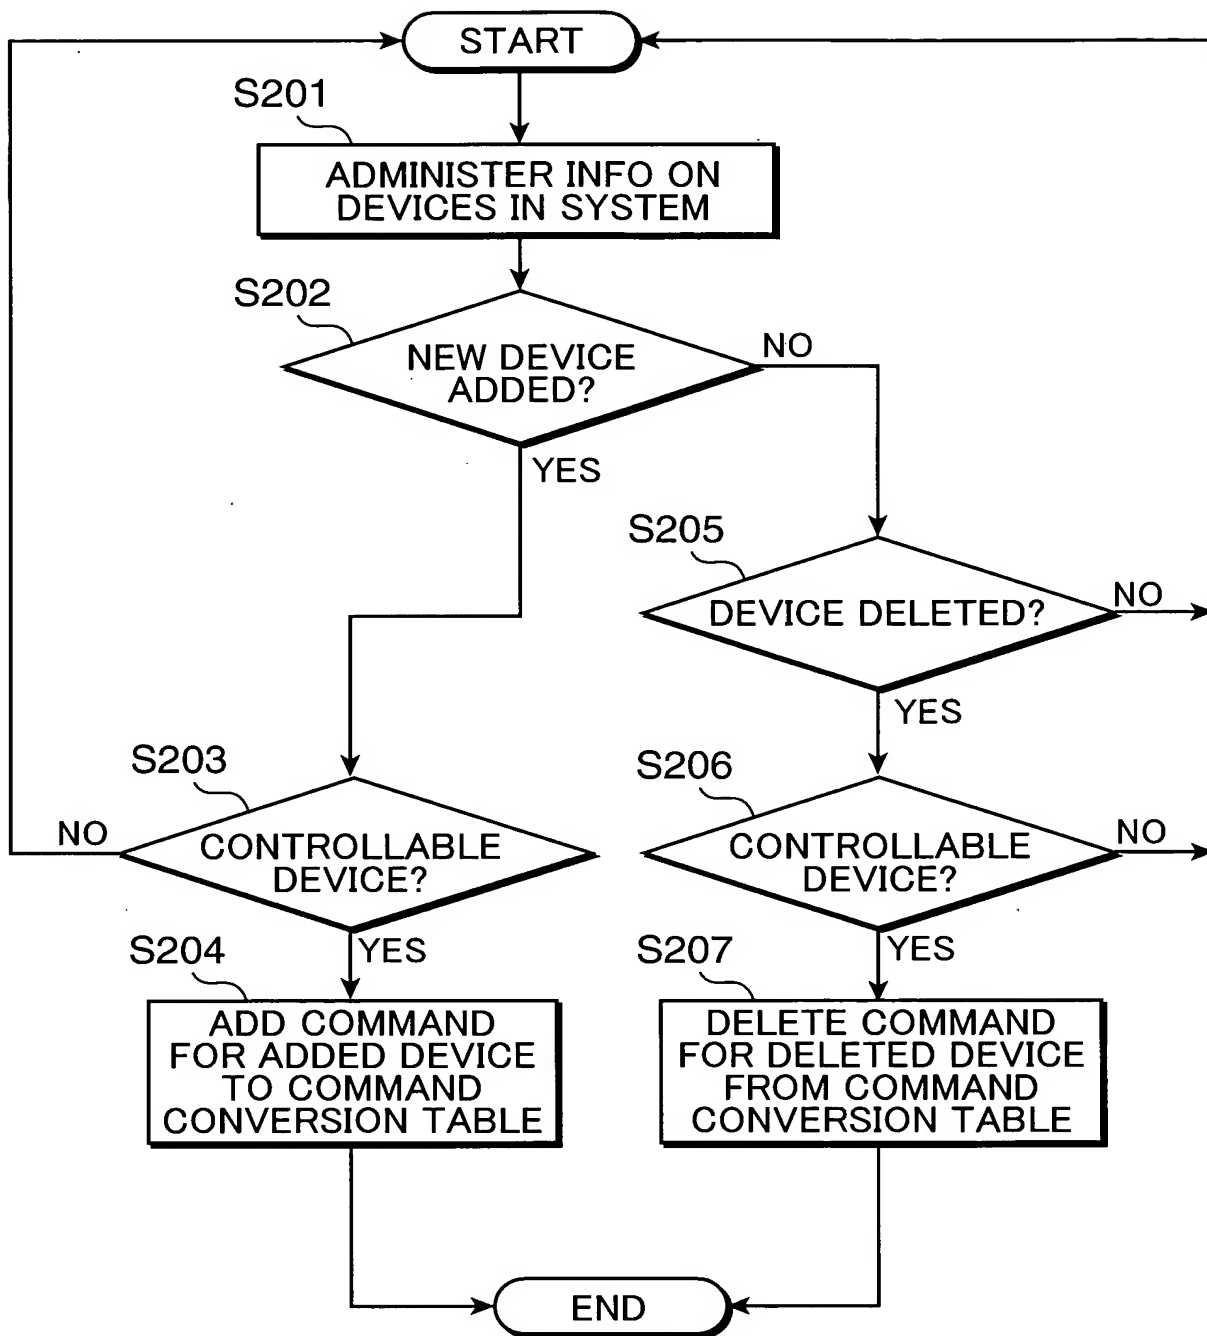 START
S201
ADMINISTER INFO ON
DEVICES IN SYSTEM
S202
NEW DEVICE
ADDED?
NO
YES
S205
DEVICE DELETED?
NO
YES
S203
CONTROLLABLE
DEVICE?
NO
YES
S206
CONTROLLABLE
DEVICE?
NO
YES
S204
ADD COMMAND
FOR ADDED DEVICE
TO COMMAND
CONVERSION TABLE
S207
DELETE COMMAND
FOR DELETED DEVICE
FROM COMMAND
CONVERSION TABLE
END